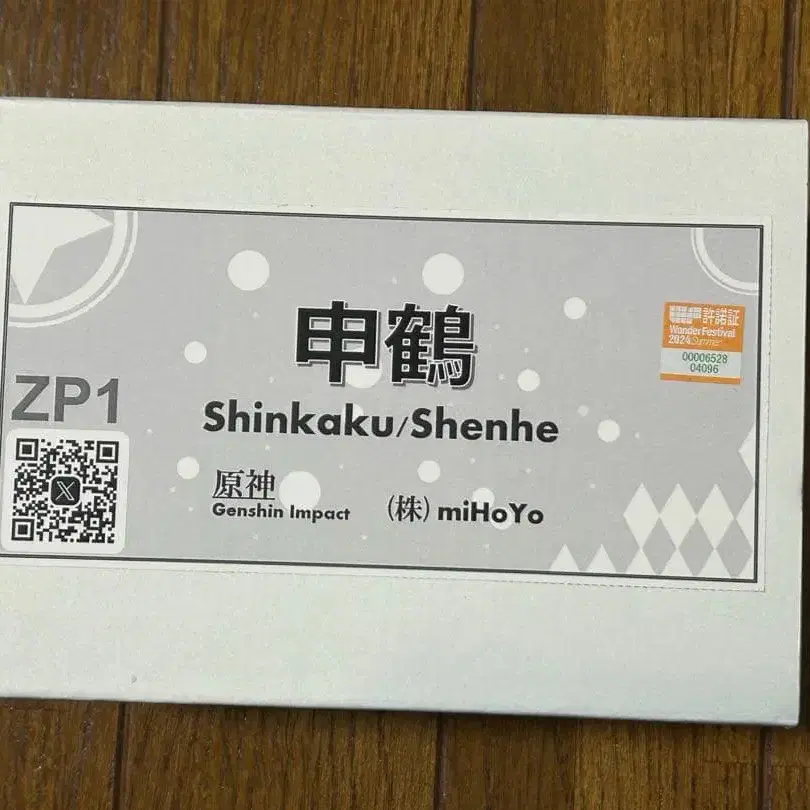 申鶴
Shinkaku/Shenhe
原神
Genshin Impact
(株) miHoYo
ZP1
WF 許諾証
Wonder Festival
2024 Summer
00006528
04096